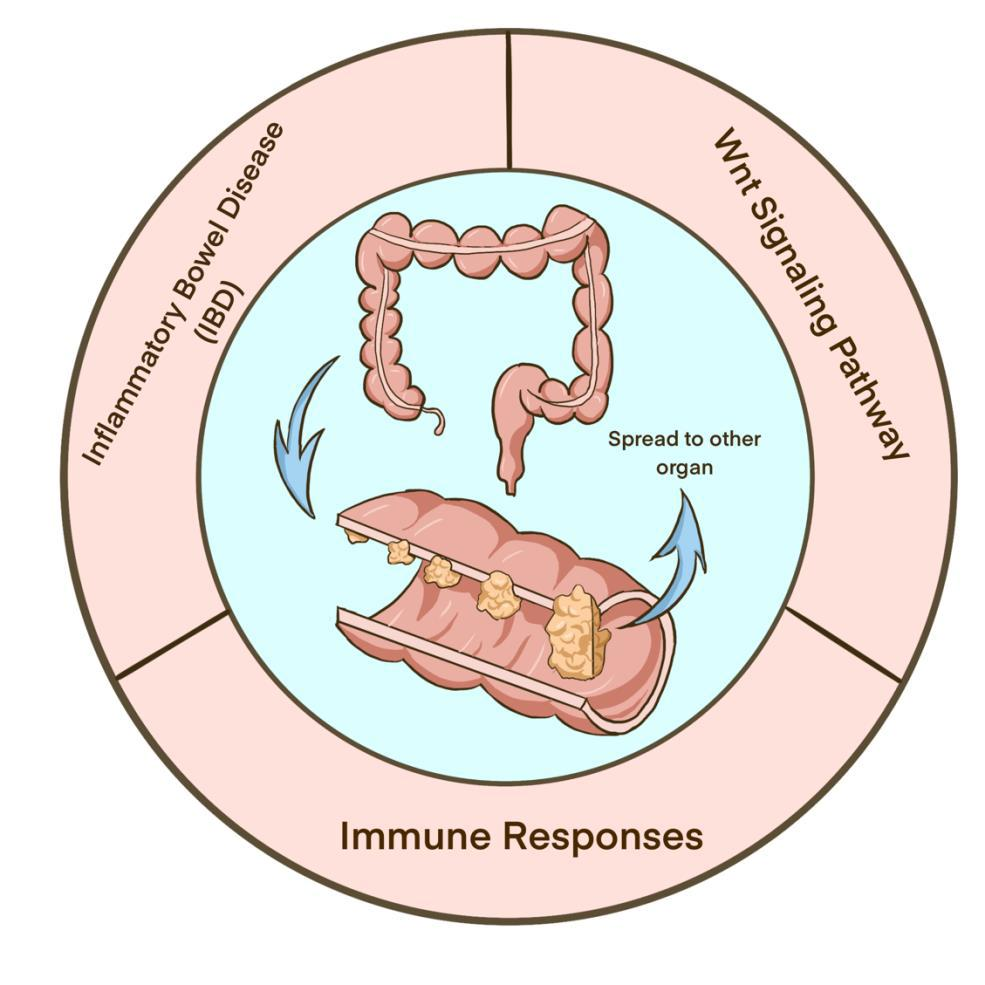 Inflammatory Bowel Disease
(IBD)
Wnt Signaling Pathway
Spread to other
organ
Immune Responses